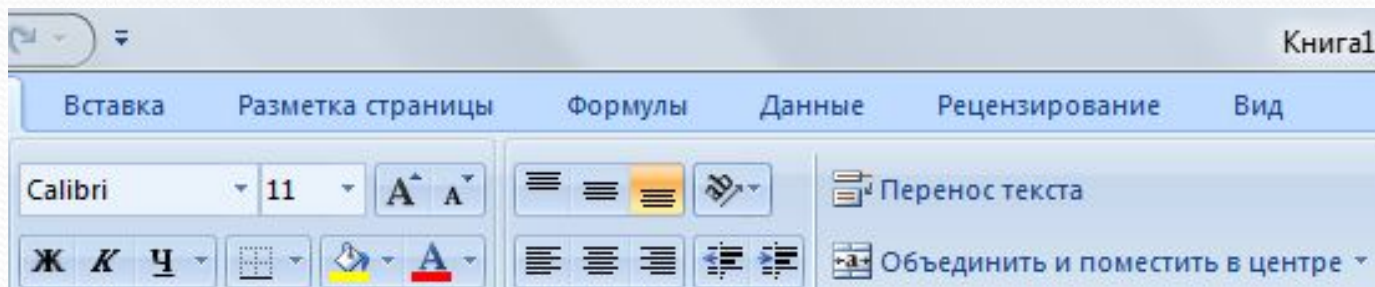 Книга1
Вставка Разметка страницы Формулы Данные Рецензирование Вид
Calibri 11 A A Перенос текста
Ж К Ч A a Объединить и поместить в центре